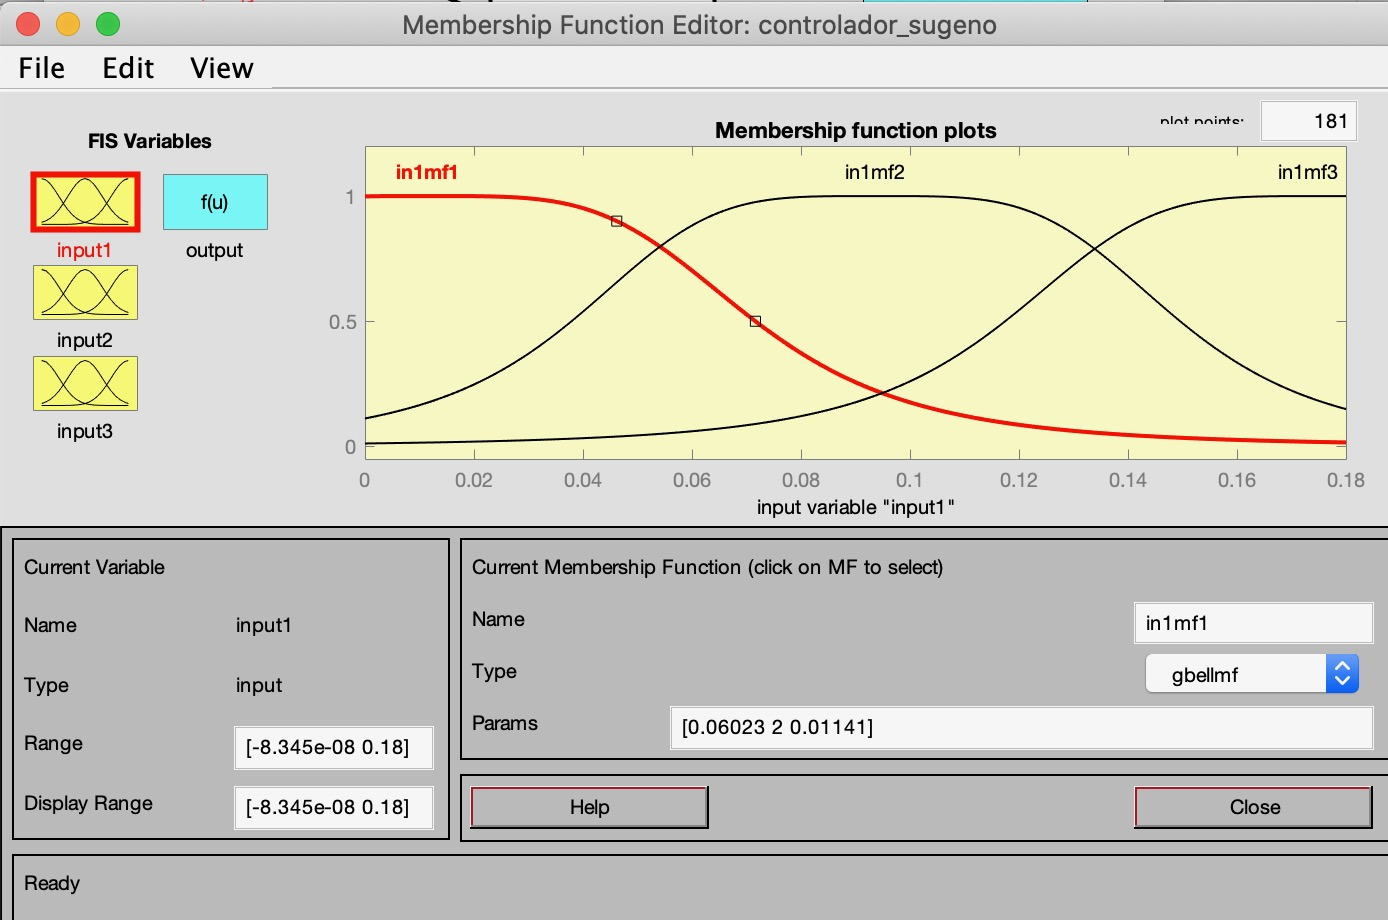 Membership Function Editor: controlador_sugeno
File Edit View
FIS Variables
f(u)
input1
output
input2
input3
Membership function plots
plot points:
181
in1mf1
in1mf2
in1mf3
1
0.5
0
0 0.02 0.04 0.06 0.08 0.1 0.12 0.14 0.16 0.18
input variable "input1"
Current Variable
Name input1
Type input
Range [-8.345e-08 0.18]
Display Range [-8.345e-08 0.18]
Current Membership Function (click on MF to select)
Name in1mf1
Type gbellmf
Params [0.06023 2 0.01141]
Help
Close
Ready